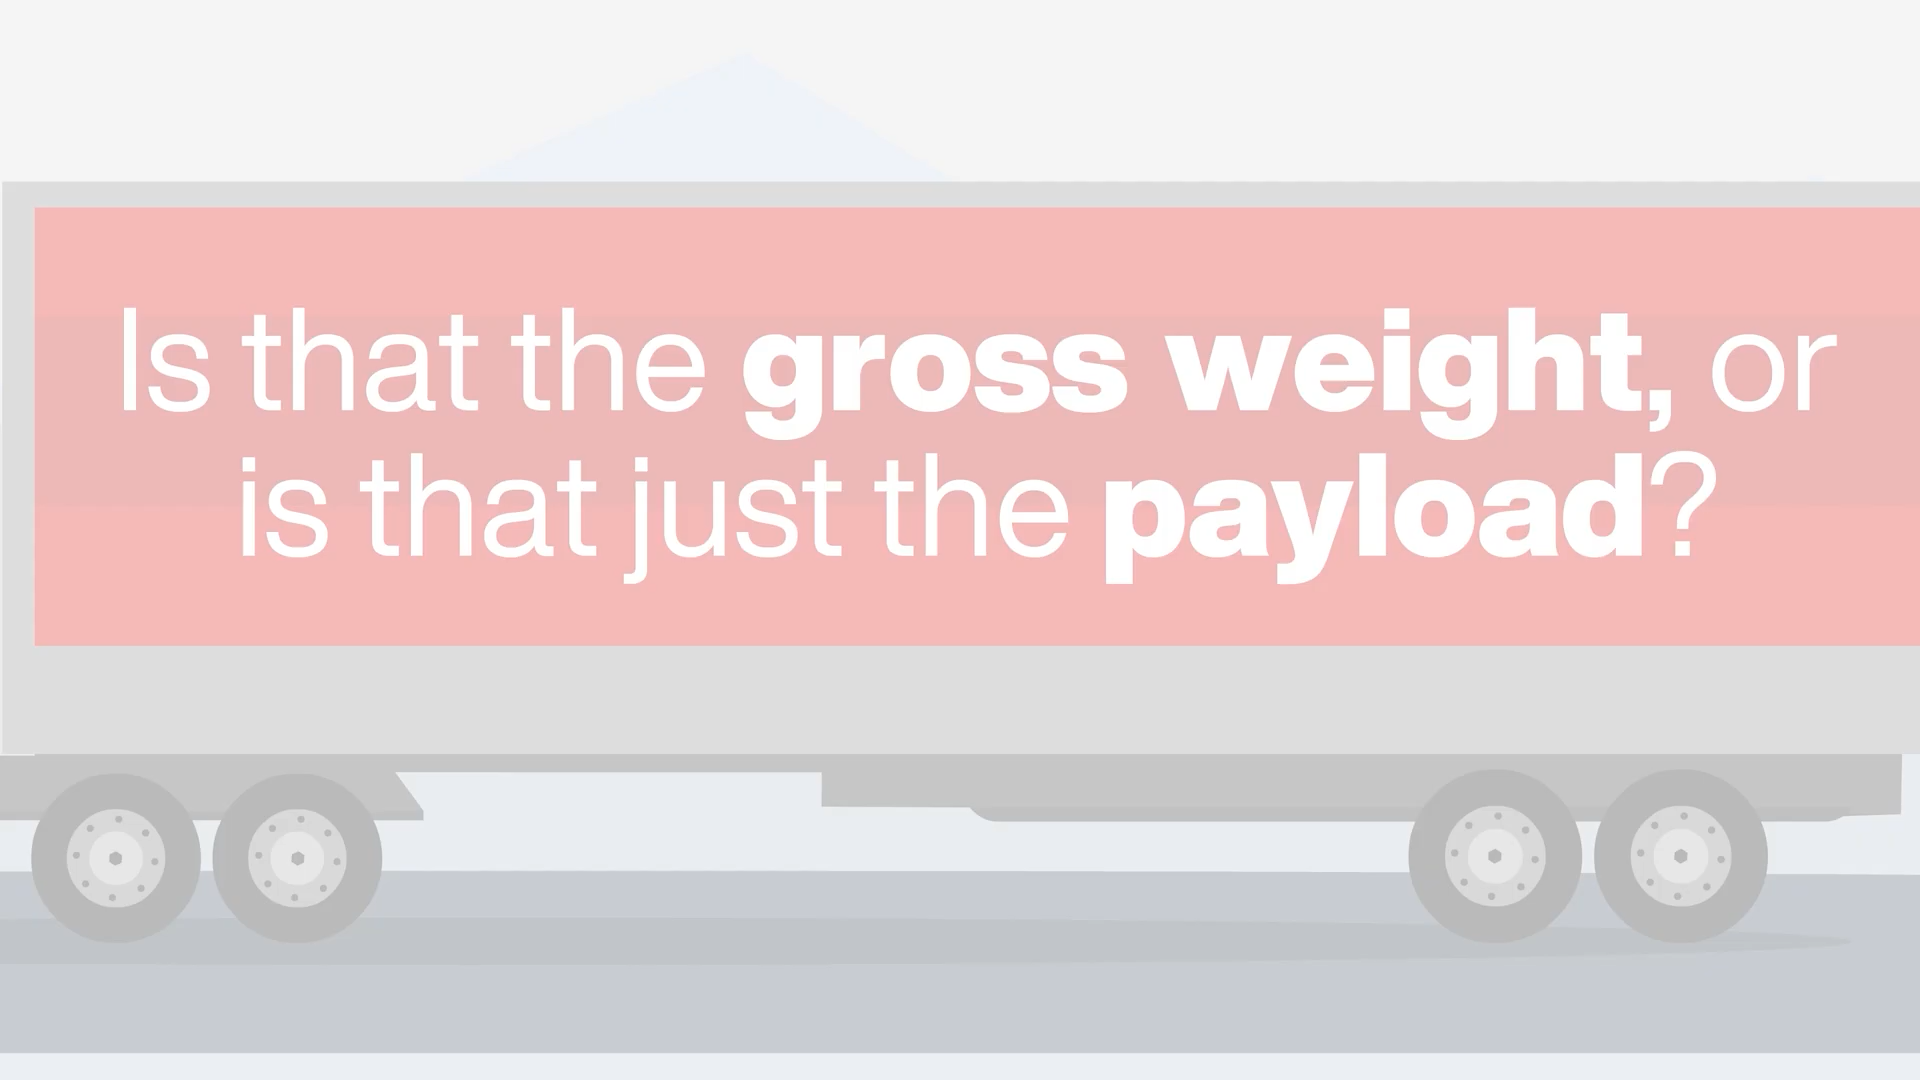 Is that the gross weight, or
is that just the payload?